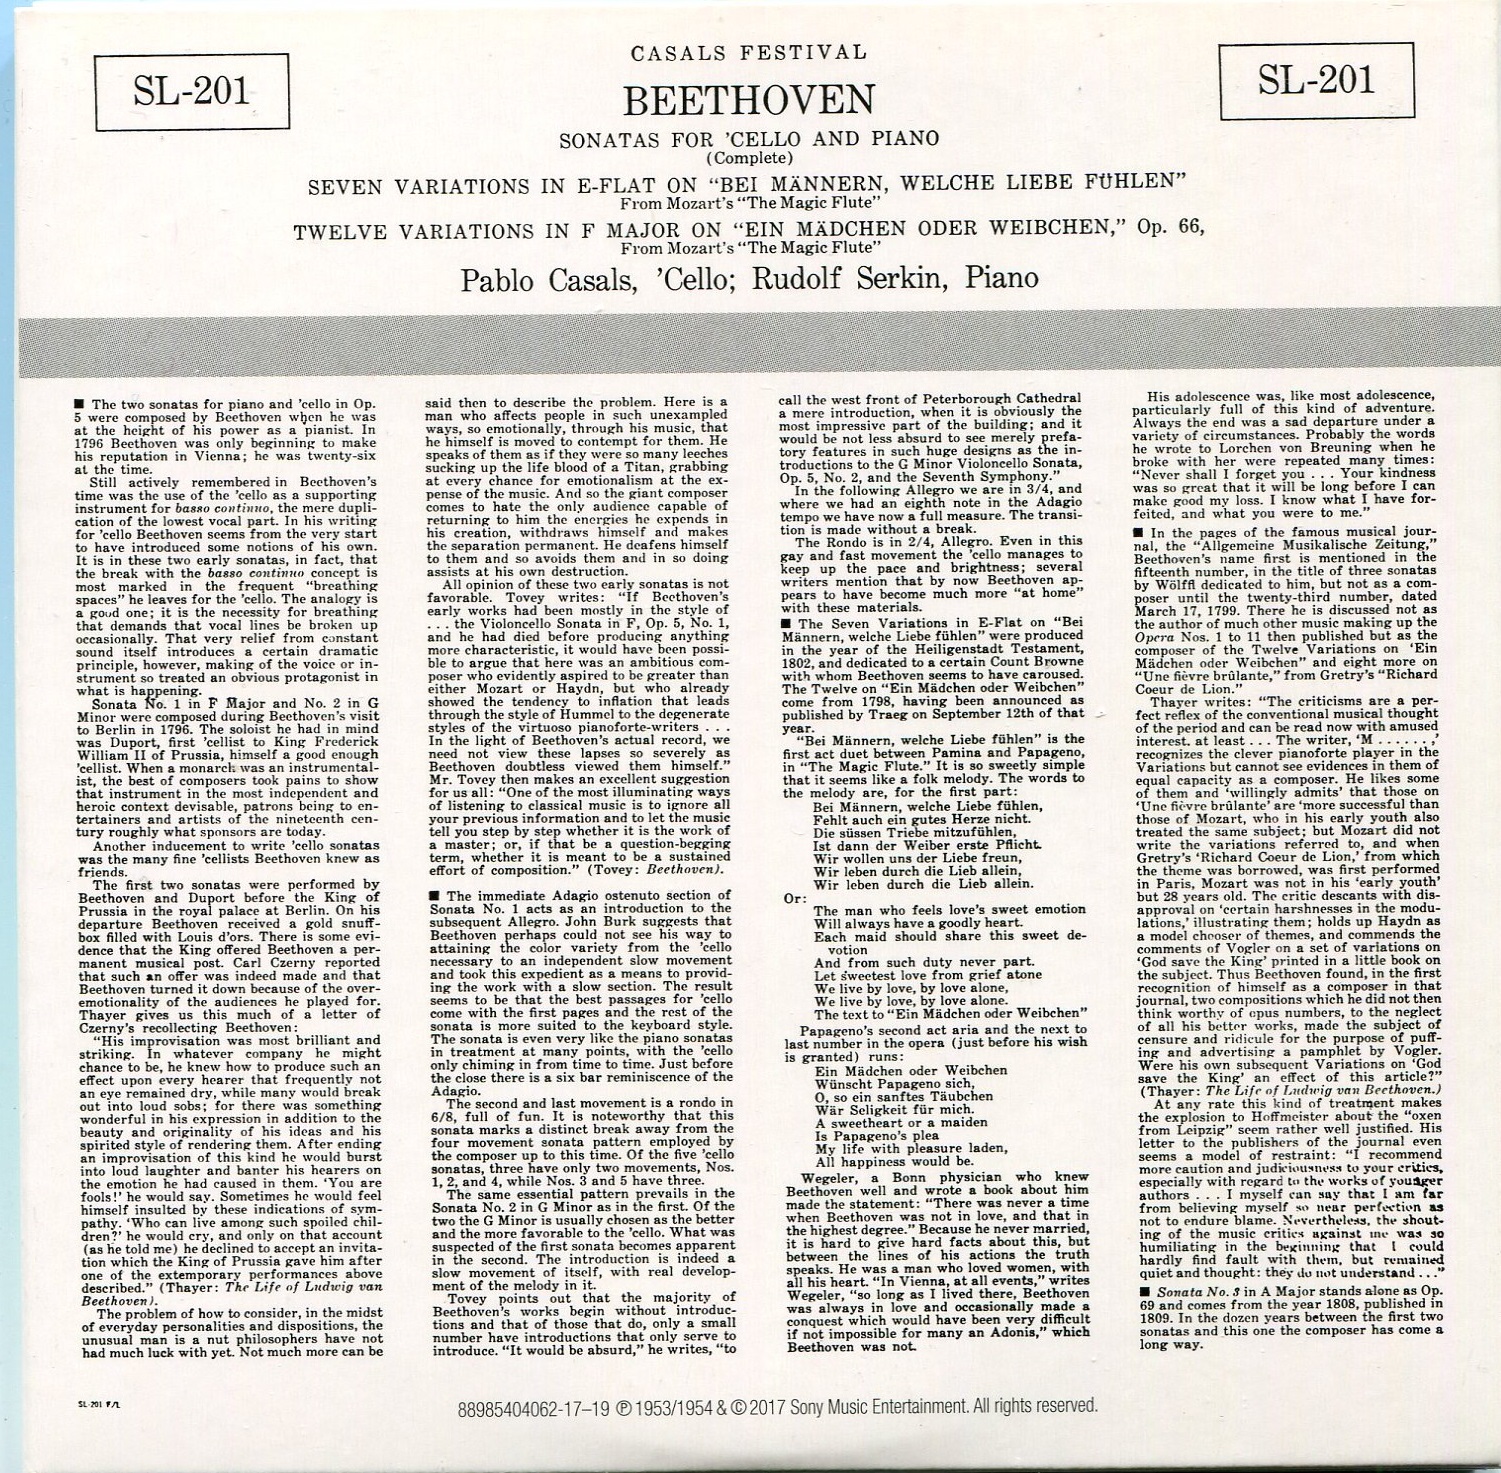 SL-201
CASALS FESTIVAL
SL-201
BEETHOVEN
SONATAS FOR 'CELLO AND PIANO
(Complete)
SEVEN VARIATIONS IN E-FLAT ON “BEI MÄNNERN, WELCHE LIEBE FÜHLEN”
From Mozart's “The Magic Flute”
TWELVE VARIATIONS IN F MAJOR ON “EIN MÄDCHEN ODER WEIBCHEN,” Op. 66,
From Mozart's “The Magic Flute”
Pablo Casals, 'Cello; Rudolf Serkin, Piano
■ The two sonatas for piano and 'cello in Op.
5 were composed by Beethoven when he was
at the height of his power as a pianist. In
1796 Beethoven was only beginning to make
his reputation in Vienna; he was twenty-six
at the time.
Still actively remembered in Beethoven's
time was the use of the 'cello as a supporting
instrument for basso continuo, the mere dupli-
cation of the lowest vocal part. In his writing
for 'cello Beethoven seems from the very start
to have introduced some notions of his own.
It is in these two early sonatas, in fact, that
the break with the basso continuo concept is
most marked in the frequent “breathing
spaces” he leaves for the 'cello. The analogy is
a good one; it is the necessity for breathing
that demands that vocal lines be broken up
occasionally. That very relief from constant
sound itself introduces a certain dramatic
principle, however, making of the voice or in-
strument so treated an obvious protagonist in
what is happening.
Sonata No. 1 in F Major and No. 2 in G
Minor were composed during Beethoven's visit
to Berlin in 1796. The soloist he had in mind
was Duport, first 'cellist to King Frederick
William II of Prussia, himself a good enough
'cellist. When a monarch was an instrumental-
ist, the best of composers took pains to show
that instrument in the most independent and
heroic context devisable, patrons being to en-
tertainers and artists of the nineteenth cen-
tury roughly what sponsors are today.
Another inducement to write 'cello sonatas
was the many fine 'cellists Beethoven knew as
friends.
The first two sonatas were performed by
Beethoven and Duport before the King of
Prussia in the royal palace at Berlin. On his
departure Beethoven received a gold snuff-
box filled with Louis d'ors. There is some evi-
dence that the King offered Beethoven a per-
manent musical post. Carl Czerny reported
that such an offer was indeed made and that
Beethoven turned it down because of the over-
emotionality of the audiences he played for.
Thayer gives us this much of a letter of
Czerny's recollecting Beethoven:
“His improvisation was most brilliant and
striking. In whatever company he might
chance to be, he knew how to produce such an
effect upon every hearer that frequently not
an eye remained dry, while many would break
out into loud sobs; for there was something
wonderful in his expression in addition to the
beauty and originality of his ideas and his
spirited style of rendering them. After ending
an improvisation of this kind he would burst
into loud laughter and banter his hearers on
the emotion he had caused in them. ‘You are
fools!’ he would say. Sometimes he would feel
himself insulted by these indications of sym-
pathy. ‘Who can live among such spoiled chil-
dren?’ he would cry, and only on that account
(as he told me) he declined to accept an invita-
tion which the King of Prussia gave him after
one of the extemporary performances above
described.” (Thayer: The Life of Ludwig van
Beethoven).
The problem of how to consider, in the midst
of everyday personalities and dispositions, the
unusual man is a nut philosophers have not
had much luck with yet. Not much more can be
said then to describe the problem. Here is a
man who affects people in such unexampled
ways, so emotionally, through his music, that
he himself is moved to contempt for them. He
speaks of them as if they were so many leeches
sucking up the life blood of a Titan, grabbing
at every chance for emotionalism at the ex-
pense of the music. And so the giant composer
comes to hate the only audience capable of
returning to him the energies he expends in
his creation, withdraws himself and makes
the separation permanent. He deafens himself
to them and so avoids them and in so doing
assists at his own destruction.
All opinion of these two early sonatas is not
favorable. Tovey writes: “If Beethoven's
early works had been mostly in the style of
. . . the Violoncello Sonata in F, Op. 5, No. 1,
and he had died before producing anything
more characteristic, it would have been possi-
ble to argue that here was an ambitious com-
poser who evidently aspired to be greater than
either Mozart or Haydn, but who already
showed the tendency to inflation that leads
through the style of Hummel to the degenerate
styles of the virtuoso pianoforte-writers . . .
In the light of Beethoven's actual record, we
need not view these lapses so severely as
Beethoven doubtless viewed them himself.”
Mr. Tovey then makes an excellent suggestion
for us all: “One of the most illuminating ways
of listening to classical music is to ignore all
your previous information and to let the music
tell you step by step whether it is the work of
a master; or, if that be a question-begging
term, whether it is meant to be a sustained
effort of composition.” (Tovey: Beethoven).
■ The immediate Adagio ostenuto section of
Sonata No. 1 acts as an introduction to the
subsequent Allegro. John Burk suggests that
Beethoven perhaps could not see his way to
attaining the color variety from the 'cello
necessary to an independent slow movement
and took this expedient as a means to provid-
ing the work with a slow section. The result
seems to be that the best passages for 'cello
come with the first pages and the rest of the
sonata is more suited to the keyboard style.
The sonata is even very like the piano sonatas
in treatment at many points, with the 'cello
only chiming in from time to time. Just before
the close there is a six bar reminiscence of the
Adagio.
The second and last movement is a rondo in
6/8, full of fun. It is noteworthy that this
sonata marks a distinct break away from the
four movement sonata pattern employed by
the composer up to this time. Of the five 'cello
sonatas, three have only two movements, Nos.
1, 2, and 4, while Nos. 3 and 5 have three.
The same essential pattern prevails in the
Sonata No. 2 in G Minor as in the first. Of the
two the G Minor is usually chosen as the better
and the more favorable to the 'cello. What was
suspected of the first sonata becomes apparent
in the second. The introduction is indeed a
slow movement of itself, with real develop-
ment of the melody in it.
Tovey points out that the majority of
Beethoven's works begin without introduc-
tions and that of those that do, only a small
number have introductions that only serve to
introduce. “It would be absurd,” he writes, “to
call the west front of Peterborough Cathedral
a mere introduction, when it is obviously the
most impressive part of the building; and it
would be not less absurd to see merely prefa-
tory features in such huge designs as the in-
troductions to the G Minor Violoncello Sonata,
Op. 5, No. 2, and the Seventh Symphony.”
In the following Allegro we are in 3/4, and
where we had an eighth note in the Adagio
tempo we have now a full measure. The transi-
tion is made without a break.
The Rondo is in 2/4, Allegro. Even in this
gay and fast movement the 'cello manages to
keep up the pace and brightness; several
writers mention that by now Beethoven ap-
pears to have become much more “at home”
with these materials.
■ The Seven Variations in E-Flat on “Bei
Männern, welche Liebe fühlen” were produced
in the year of the Heiligenstadt Testament,
1802, and dedicated to a certain Count Browne
with whom Beethoven seems to have caroused.
The Twelve on “Ein Mädchen oder Weibchen”
come from 1798, having been announced as
published by Traeg on September 12th of that
year.
“Bei Männern, welche Liebe fühlen” is the
first act duet between Pamina and Papageno,
in “The Magic Flute.” It is so sweetly simple
that it seems like a folk melody. The words to
the melody are, for the first part:
Bei Männern, welche Liebe fühlen,
Fehlt auch ein gutes Herze nicht.
Die süssen Triebe mitzufühlen,
Ist dann der Weiber erste Pflicht.
Wir wollen uns der Liebe freun,
Wir leben durch die Lieb allein,
Wir leben durch die Lieb allein.
Or:
The man who feels love's sweet emotion
Will always have a goodly heart.
Each maid should share this sweet de-
votion
And from such duty never part.
Let sweetest love from grief atone
We live by love, by love alone,
We live by love, by love alone.
The text to “Ein Mädchen oder Weibchen”
Papageno's second act aria and the next to
last number in the opera (just before his wish
is granted) runs:
Ein Mädchen oder Weibchen
Wünscht Papageno sich,
O, so ein sanftes Täubchen
Wär Seligkeit für mich.
A sweetheart or a maiden
Is Papageno's plea
My life with pleasure laden,
All happiness would be.
Wegeler, a Bonn physician who knew
Beethoven well and wrote a book about him
made the statement: “There was never a time
when Beethoven was not in love, and that in
the highest degree.” Because he never married,
it is hard to give hard facts about this, but
between the lines of his actions the truth
speaks. He was a man who loved women, with
all his heart. “In Vienna, at all events,” writes
Wegeler, “so long as I lived there, Beethoven
was always in love and occasionally made a
conquest which would have been very difficult
if not impossible for many an Adonis,” which
Beethoven was not.
His adolescence was, like most adolescence,
particularly full of this kind of adventure.
Always the end was a sad departure under a
variety of circumstances. Probably the words
he wrote to Lorchen von Breuning when he
broke with her were repeated many times:
“Never shall I forget you . . . Your kindness
was so great that it will be long before I can
make good my loss. I know what I have for-
feited, and what you were to me.”
■ In the pages of the famous musical jour-
nal, the “Allgemeine Musikalische Zeitung,”
Beethoven's name first is mentioned in the
fifteenth number, in the title of three sonatas
by Wölffl dedicated to him, but not as a com-
poser until the twenty-third number, dated
March 17, 1799. There he is discussed not as
the author of much other music making up the
Opera Nos. 1 to 11 then published but as the
composer of the Twelve Variations on ‘Ein
Mädchen oder Weibchen” and eight more on
“Une fièvre brûlante,” from Gretry's “Richard
Coeur de Lion.”
Thayer writes: “The criticisms are a per-
fect reflex of the conventional musical thought
of the period and can be read now with amused
interest. at least . . . The writer, ‘M . . . . . . ,’
recognizes the clever pianoforte player in the
Variations but cannot see evidences in them of
equal capacity as a composer. He likes some
of them and ‘willingly admits’ that those on
‘Une fièvre brûlante’ are ‘more successful than
those of Mozart, who in his early youth also
treated the same subject; but Mozart did not
write the variations referred to, and when
Gretry's ‘Richard Coeur de Lion,’ from which
the theme was borrowed, was first performed
in Paris, Mozart was not in his ‘early youth’
but 28 years old. The critic descants with dis-
approval on ‘certain harshnesses in the modu-
lations,’ illustrating them; holds up Haydn as
a model chooser of themes, and commends the
comments of Vogler on a set of variations on
‘God save the King’ printed in a little book on
the subject. Thus Beethoven found, in the first
recognition of himself as a composer in that
journal, two compositions which he did not then
think worthy of opus numbers, to the neglect
of all his better works, made the subject of
censure and ridicule for the purpose of puff-
ing and advertising a pamphlet by Vogler.
Were his own subsequent Variations on ‘God
save the King’ an effect of this article?”
(Thayer: The Life of Ludwig van Beethoven.)
At any rate this kind of treatment makes
the explosion to Hoffmeister about the “oxen
from Leipzig” seem rather well justified. His
letter to the publishers of the journal even
seems a model of restraint: “I recommend
more caution and judiciousness to your critics,
especially with regard to the works of younger
authors . . . I myself can say that I am far
from believing myself so near perfection as
not to endure blame. Nevertheless, the shout-
ing of the music critics against me was so
humiliating in the beginning that I could
hardly find fault with them, but remained
quiet and thought: they do not understand . . .”
■ Sonata No. 3 in A Major stands alone as Op.
69 and comes from the year 1808, published in
1809. In the dozen years between the first two
sonatas and this one the composer has come a
long way.
SL-201 F/L
88985404062-17–19 ℗ 1953/1954 & © 2017 Sony Music Entertainment. All rights reserved.